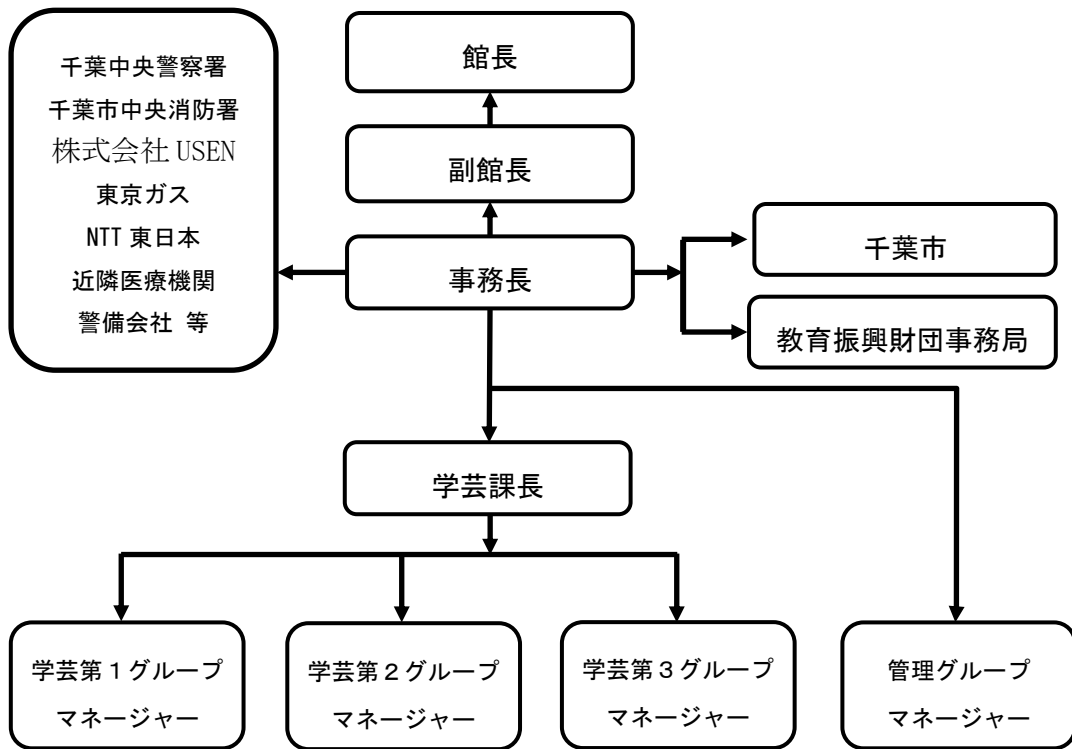 千葉中央警察署
千葉市中央消防署
株式会社 USEN
東京ガス
NTT 東日本
近隣医療機関
警備会社 等
館長
副館長
事務長
千葉市
教育振興財団事務局
学芸課長
学芸第１グループ
マネージャー
学芸第２グループ
マネージャー
学芸第３グループ
マネージャー
管理グループ
マネージャー